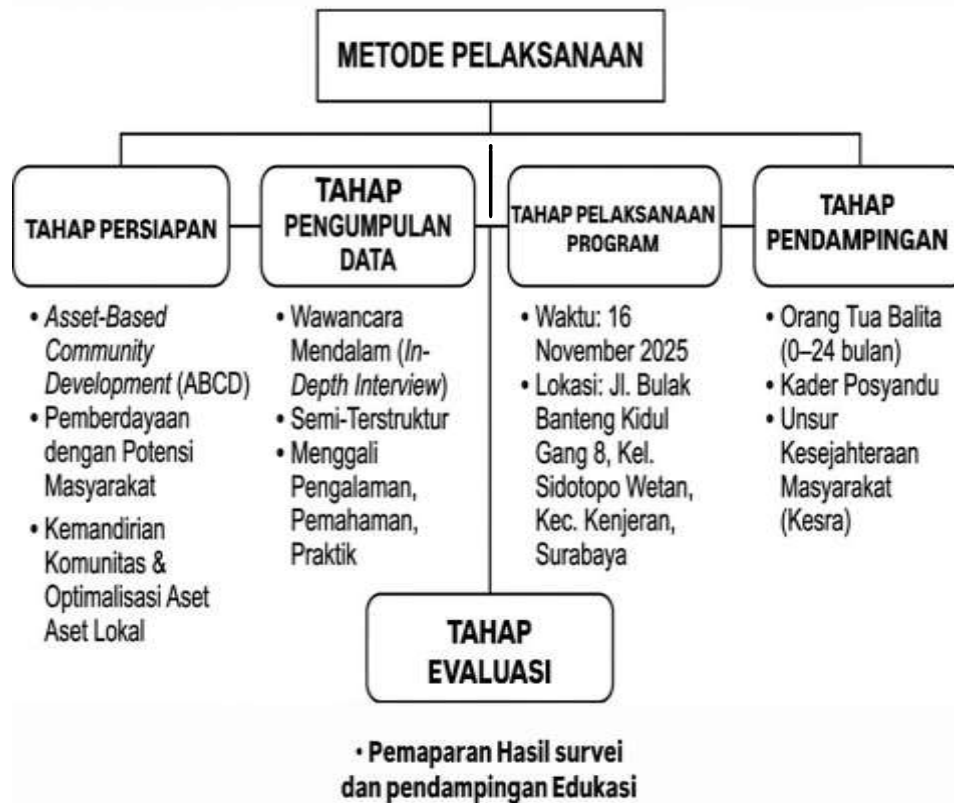 METODE PELAKSANAAN
TAHAP PERSIAPAN
• Asset-Based
Community
Development (ABCD)
• Pemberdayaan
dengan Potensi
Masyarakat
• Kemandirian
Komunitas &
Optimalisasi Aset
Aset Lokal
TAHAP
PENGUMPULAN
DATA
• Wawancara
Mendalam (In-
Depth Interview)
• Semi-Terstruktur
• Menggali
Pengalaman,
Pemahaman,
Praktik
TAHAP PELAKSANAAN
PROGRAM
• Waktu: 16
November 2025
• Lokasi: Jl. Bulak
Banteng Kidul
Gang 8, Kel.
Sidotopo Wetan,
Kec. Kenjeran,
Surabaya
TAHAP
PENDAMPINGAN
• Orang Tua Balita
(0–24 bulan)
• Kader Posyandu
• Unsur
Kesejahteraan
Masyarakat
(Kesra)
TAHAP
EVALUASI
• Pemaparan Hasil survei
dan pendampingan Edukasi